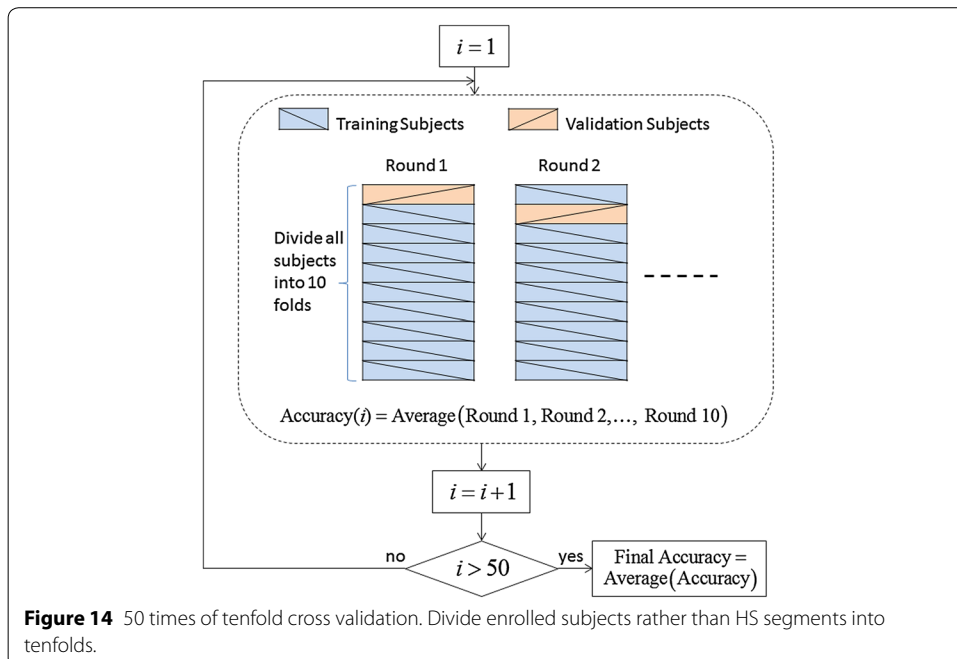 i = 1
Training Subjects
Validation Subjects
Round 1
Round 2
Divide all
subjects
into 10
folds
Accuracy(i) = Average(Round 1, Round 2,…, Round 10)
i = i+1
no
i > 50
yes
Final Accuracy =
Average(Accuracy)
Figure 14 50 times of tenfold cross validation. Divide enrolled subjects rather than HS segments into
tenfolds.